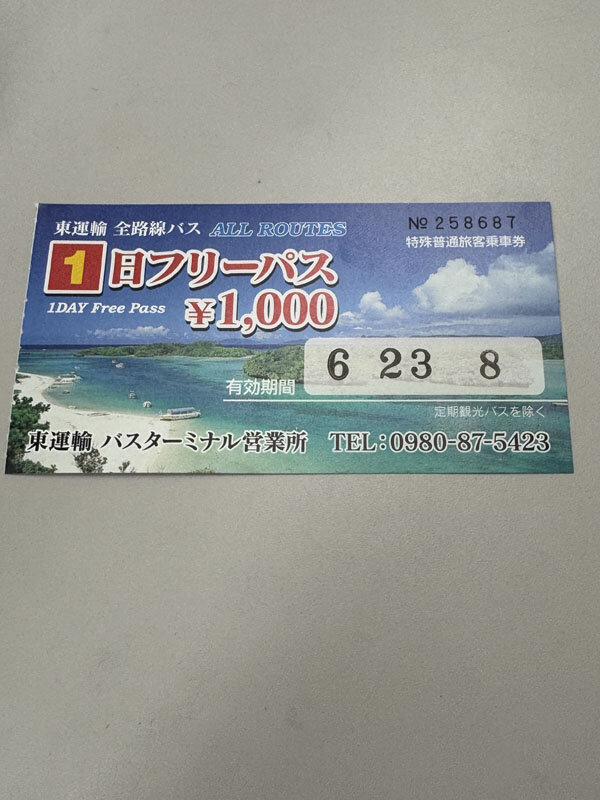 東運輸 全路線バス ALL ROUTES
№ 258687
特殊普通旅客乗車券
1日フリーパス
1DAY Free Pass ¥1,000
有効期間 6 23 8
定期観光バスを除く
東運輸 バスターミナル営業所 TEL:0980-87-5423